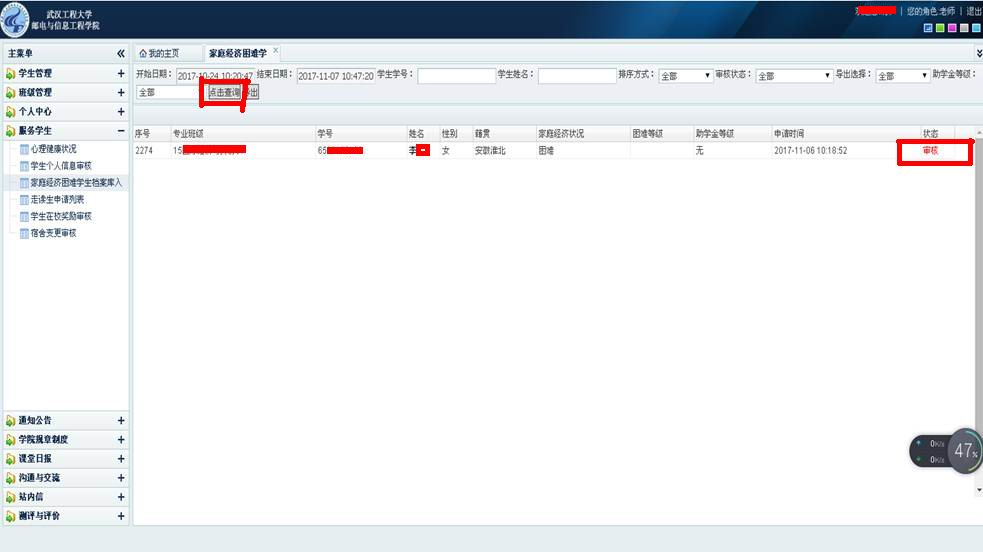 武汉工程大学
邮电与信息工程学院
您的角色:老师 | 退出
主菜单
学生管理
班级管理
个人中心
服务学生
心理健康状况
学生个人信息审核
家庭经济困难学生档案库入
走读生申请列表
学生在校奖励审核
宿舍变更审核
通知公告
学院规章制度
课堂日报
沟通与交流
站内信
测评与评价
我的主页 家庭经济困难学
开始日期: 2017-10-24 10:20:47 结束日期: 2017-11-07 10:47:20 学生学号: 学生姓名: 排序方式: 全部 审核状态: 全部 导出选择: 全部 助学金等级:
全部 点击查询 出
序号 专业班级 学号 姓名 性别 籍贯 家庭经济状况 困难等级 助学金等级 申请时间 状态
2274 15 65 李 女 安徽淮北 困难 无 2017-11-06 10:18:52 审核
0K/s
0K/s
47%